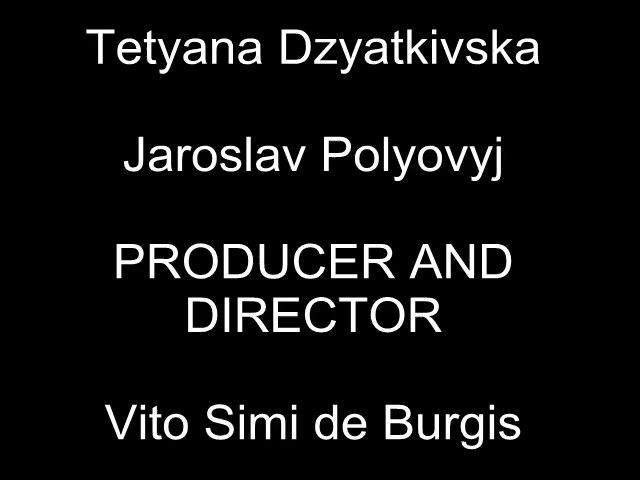 Tetyana Dzyatkivska
Jaroslav Polyovyj
PRODUCER AND
DIRECTOR
Vito Simi de Burgis